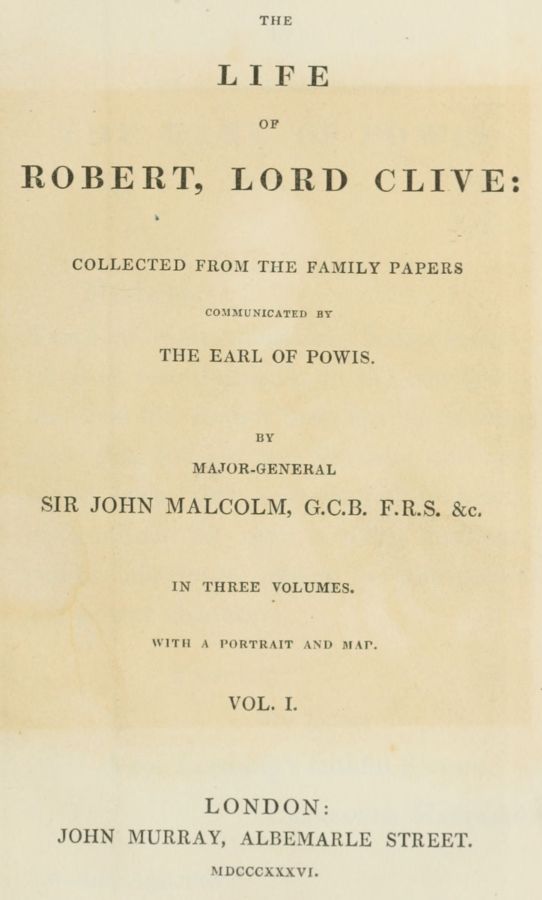 THE
LIFE
OF
ROBERT, LORD CLIVE:
COLLECTED FROM THE FAMILY PAPERS
COMMUNICATED BY
THE EARL OF POWIS.
BY
MAJOR-GENERAL
SIR JOHN MALCOLM, G.C.B. F.R.S. &c.
IN THREE VOLUMES.
WITH A PORTRAIT AND MAP.
VOL. I.
LONDON:
JOHN MURRAY, ALBEMARLE STREET.
MDCCCXXXVI.